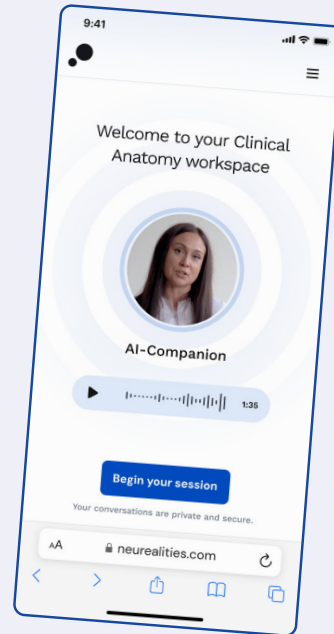 9:41
Welcome to your Clinical
Anatomy workspace
AI-Companion
1:35
Begin your session
Your conversations are private and secure.
AA
neurealities.com